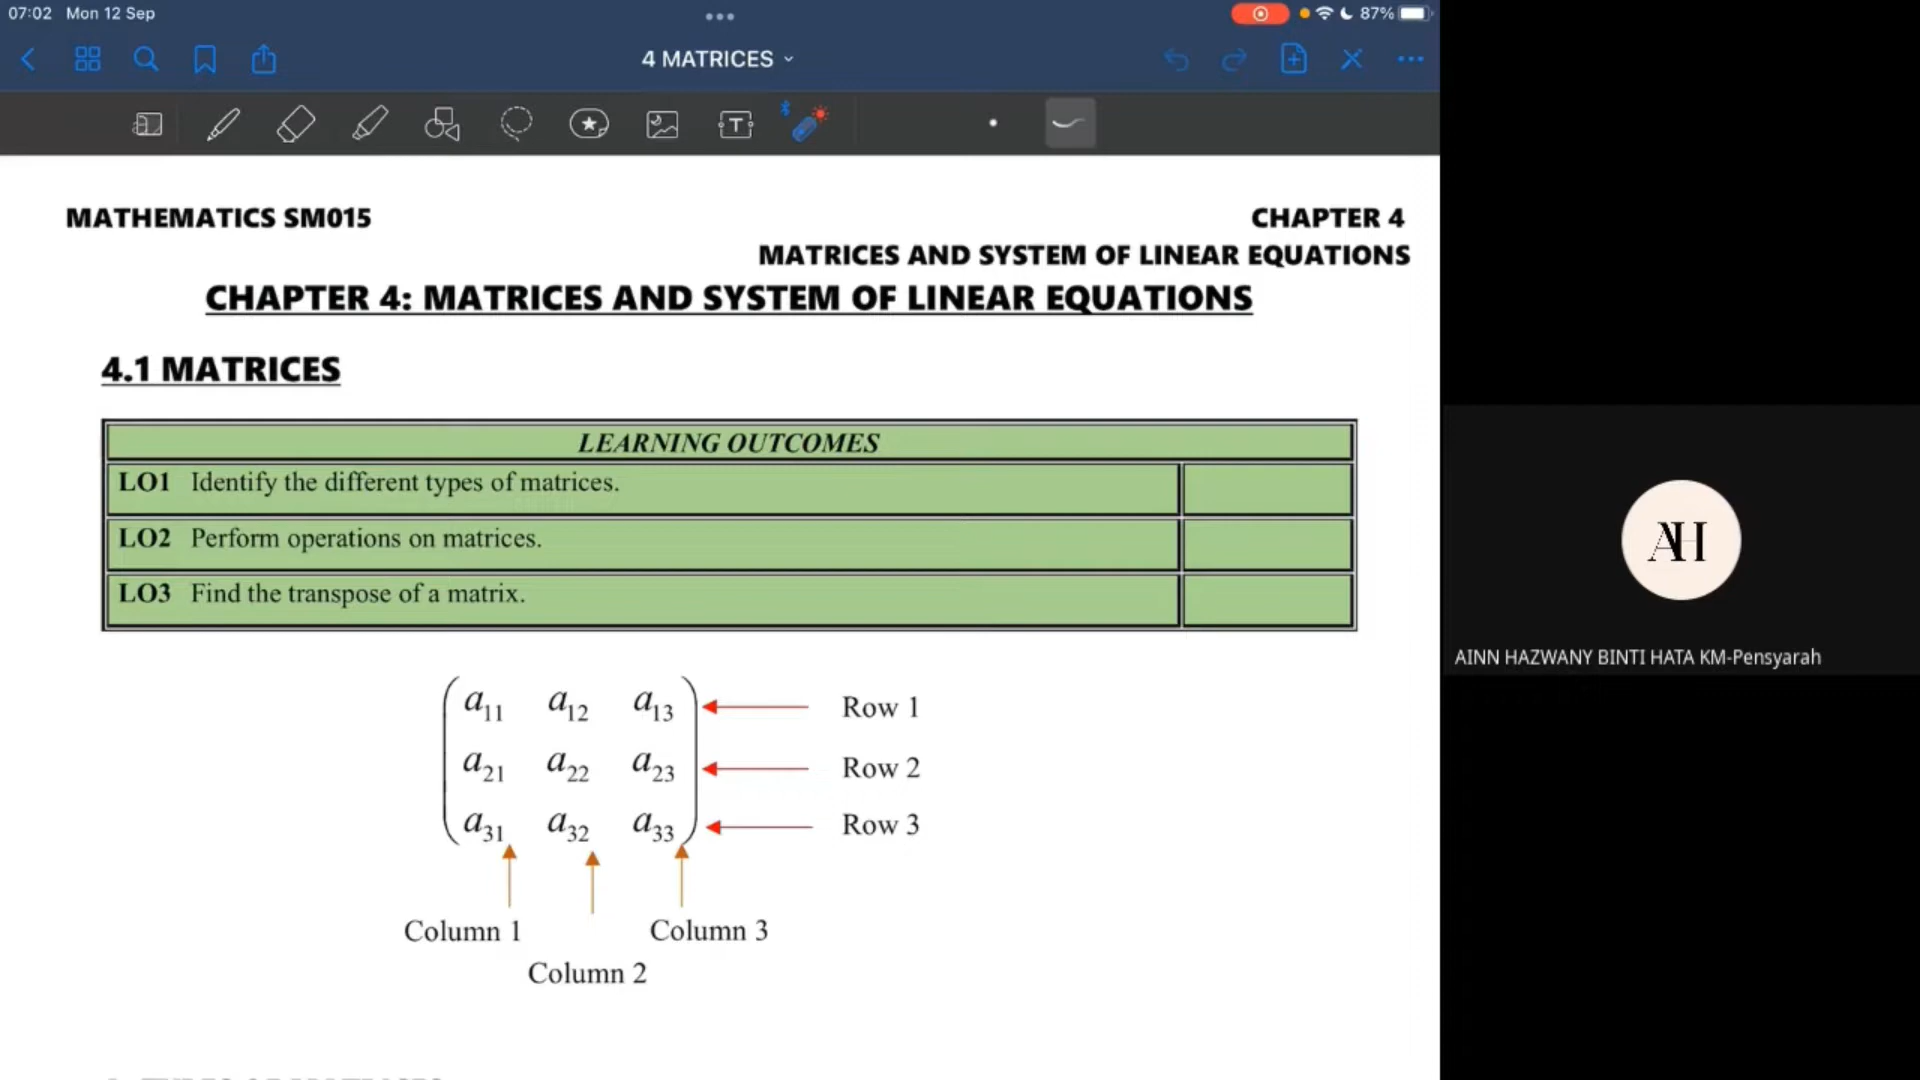 07:02 Mon 12 Sep
87%
4 MATRICES
T
MATHEMATICS SM015 CHAPTER 4
MATRICES AND SYSTEM OF LINEAR EQUATIONS
CHAPTER 4: MATRICES AND SYSTEM OF LINEAR EQUATIONS
4.1 MATRICES
LEARNING OUTCOMES
LO1 Identify the different types of matrices.
LO2 Perform operations on matrices.
LO3 Find the transpose of a matrix.
a₁₁ a₁₂ a₁₃ Row 1
a₂₁ a₂₂ a₂₃ Row 2
a₃₁ a₃₂ a₃₃ Row 3
Column 1 Column 3
Column 2
AH
AINN HAZWANY BINTI HATA KM-Pensyarah